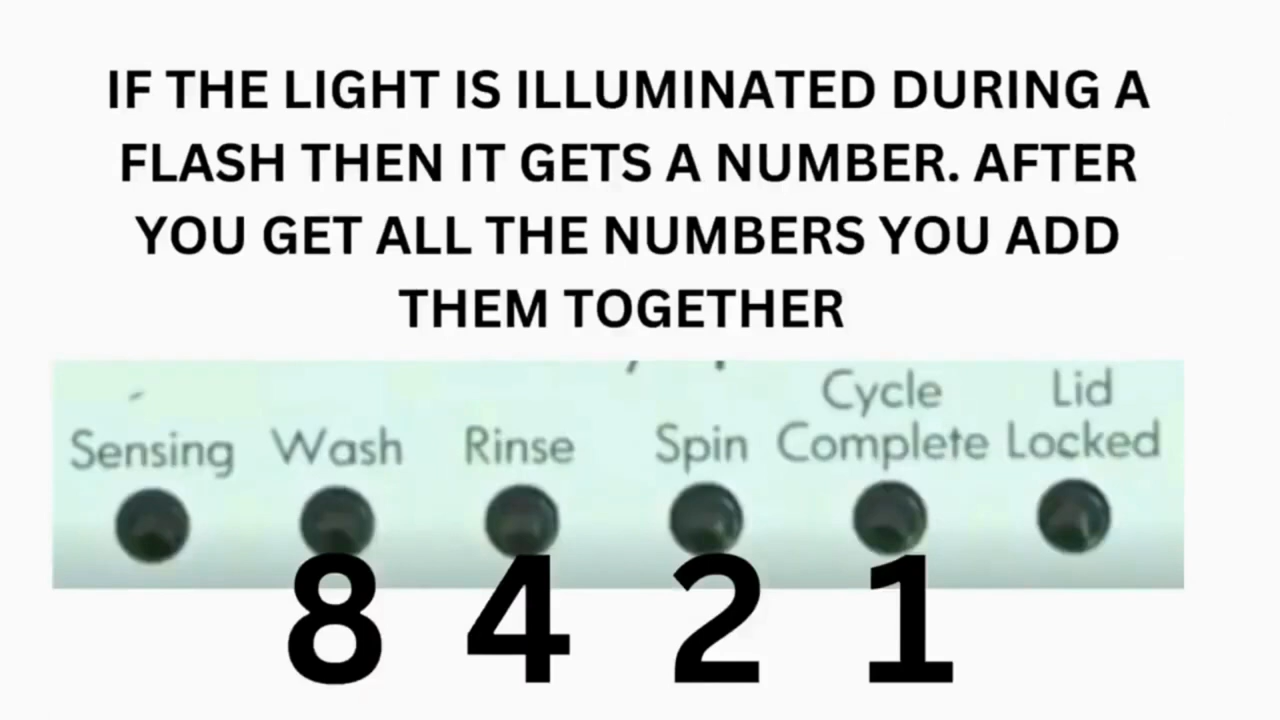 IF THE LIGHT IS ILLUMINATED DURING A
FLASH THEN IT GETS A NUMBER. AFTER
YOU GET ALL THE NUMBERS YOU ADD
THEM TOGETHER
Sensing Wash Rinse Spin Cycle Complete Lid Locked
8 4 2 1